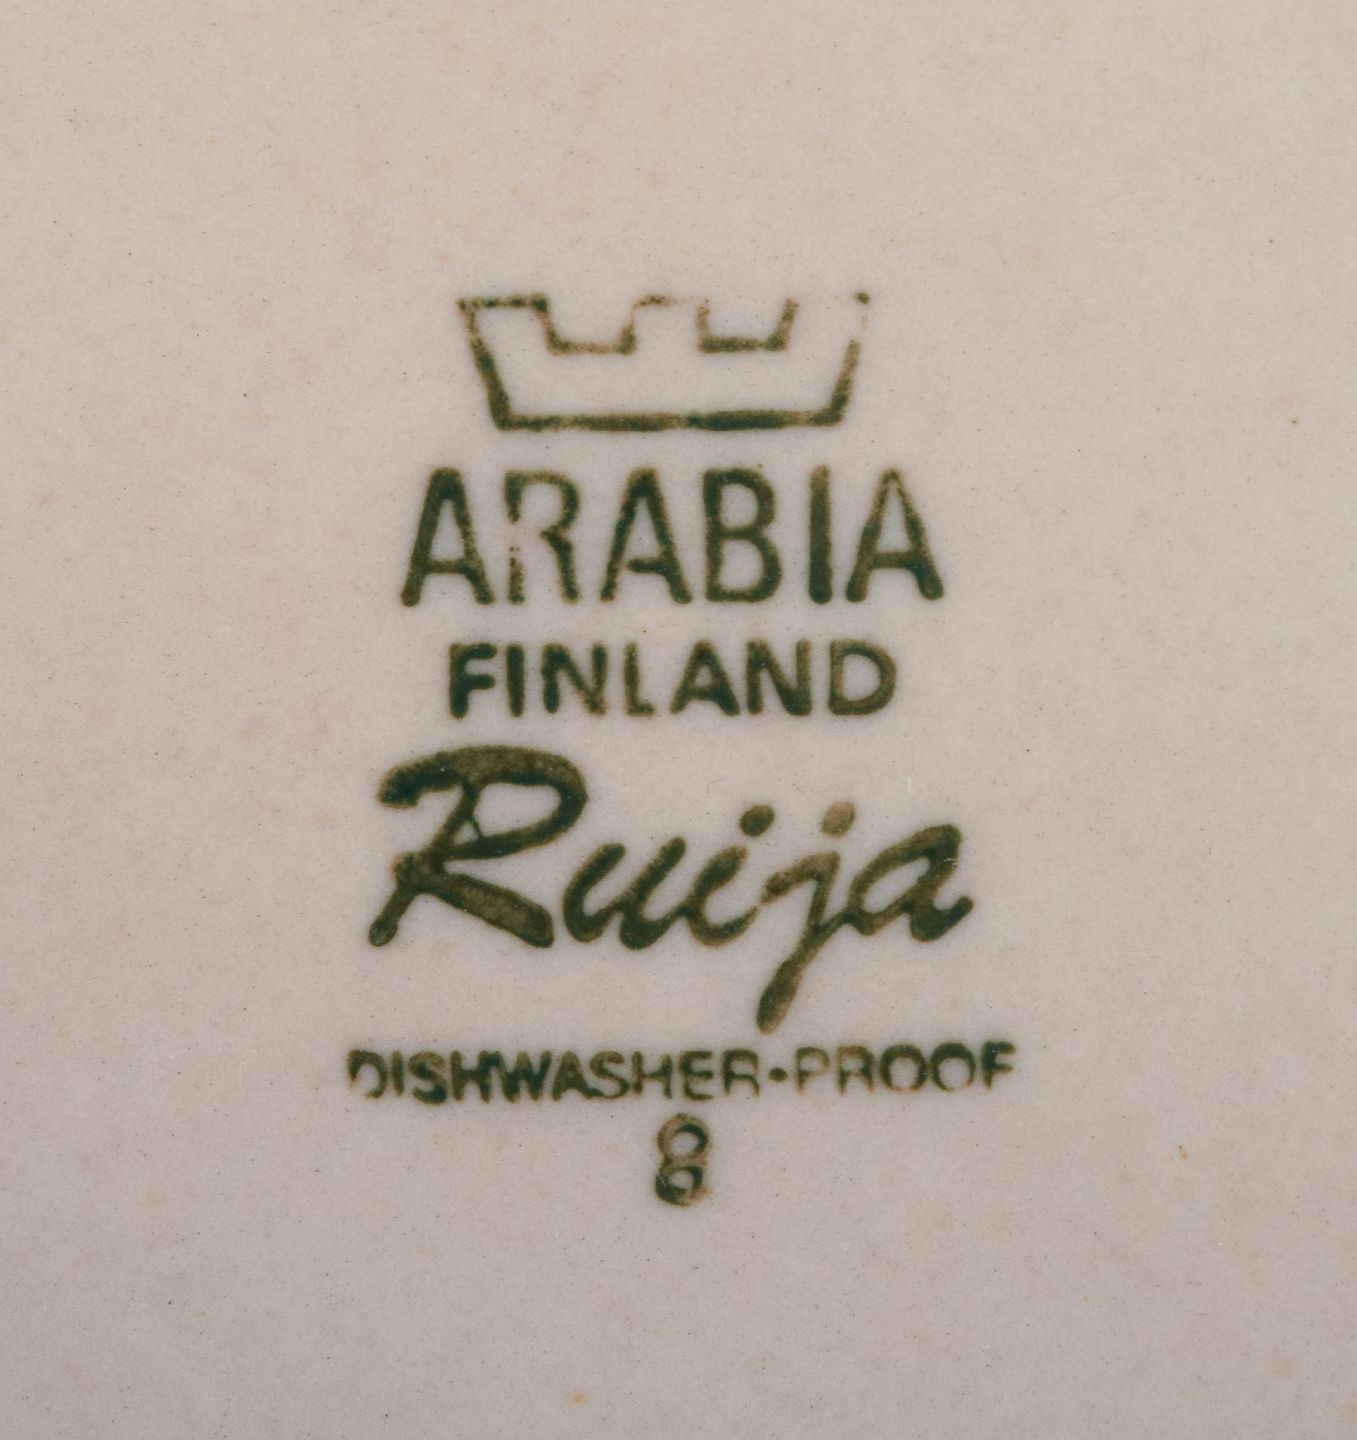 ARABIA
FINLAND
Ruija
DISHWASHER-PROOF
8